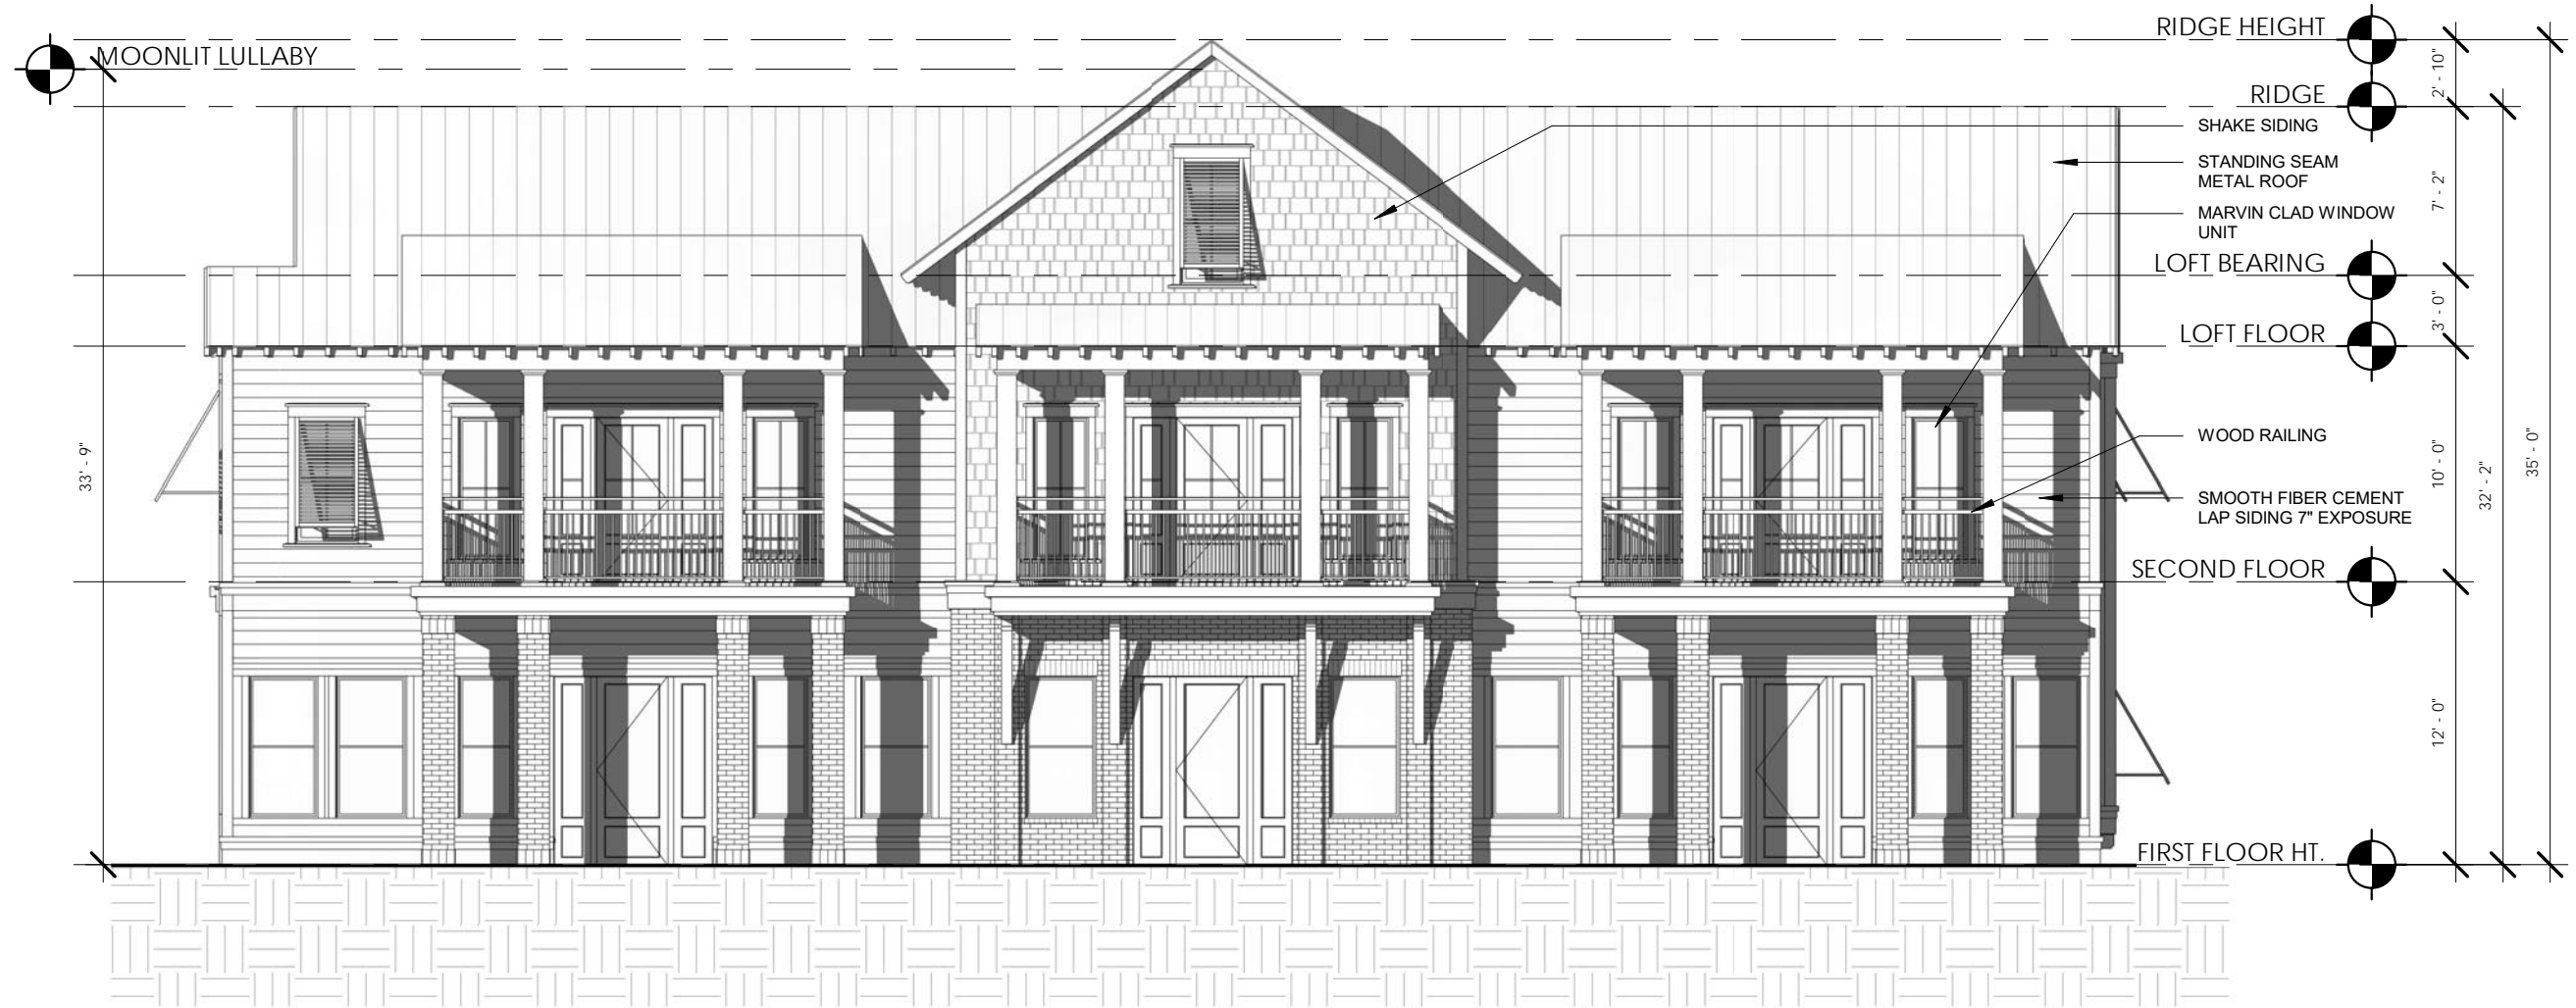 MOONLIT LULLABY
RIDGE HEIGHT
2' - 10"
RIDGE
SHAKE SIDING
STANDING SEAM
METAL ROOF
7' - 2"
MARVIN CLAD WINDOW
UNIT
LOFT BEARING
3' - 0"
LOFT FLOOR
33' - 9"
WOOD RAILING
10' - 0"
32' - 2"
35' - 0"
SMOOTH FIBER CEMENT
LAP SIDING 7" EXPOSURE
SECOND FLOOR
12' - 0"
FIRST FLOOR HT.